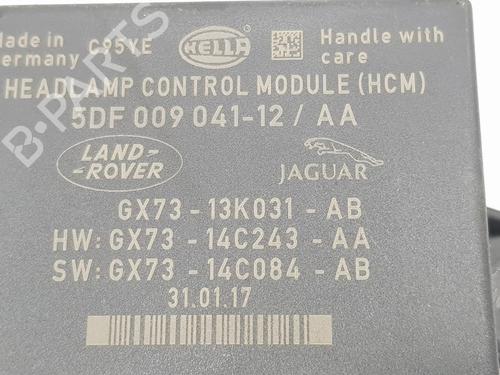 Made in
Germany
C95YE
HELLA
Handle with
care
HEADLAMP CONTROL MODULE (HCM)
5DF 009 041-12 / AA
LAND-
-ROVER
JAGUAR
GX73 - 13K031 - AB
HW: GX73 - 14C243 - AA
SW: GX73 - 14C084 - AB
31.01.17
B-PARTS